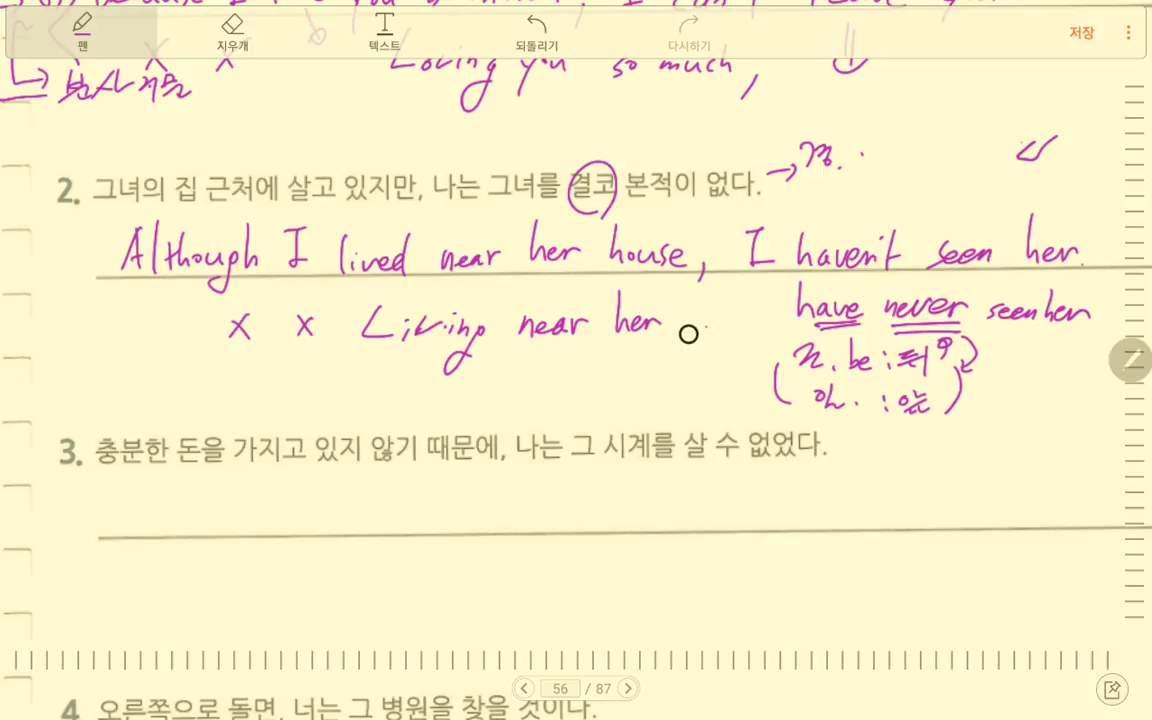 펜 지우개 텍스트 되돌리기 다시하기 저장
Loving you so much,
분사구문
2. 그녀의 집 근처에 살고 있지만, 나는 그녀를 결코 본적이 없다. → 경.
Although I lived near her house, I haven't seen her.
X X Living near her
have never seen her
3. 충분한 돈을 가지고 있지 않기 때문에, 나는 그 시계를 살 수 없었다.
56 / 87
4 오른쪽으로 돌면, 너는 그 병원을 찾을 것이다.